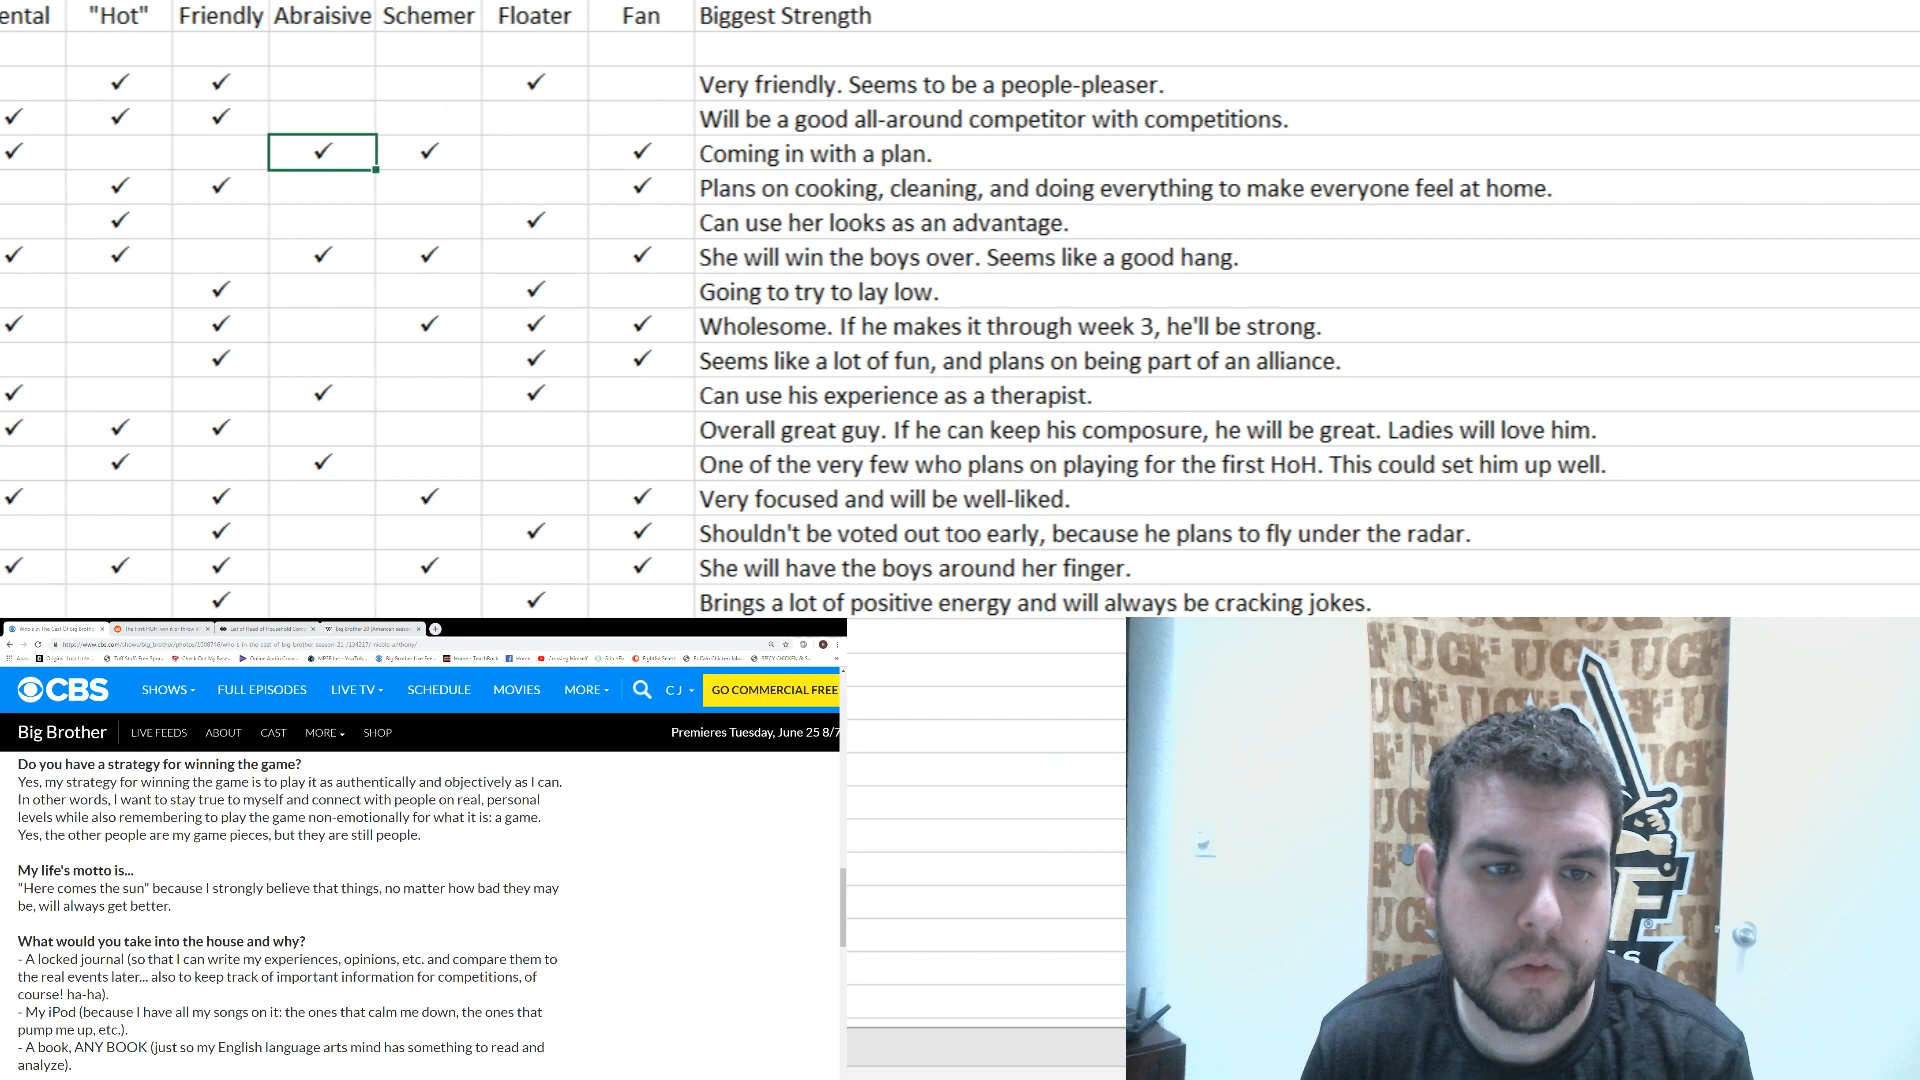 ental "Hot" Friendly Abraisive Schemer Floater Fan Biggest Strength
✓ ✓ ✓ Very friendly. Seems to be a people-pleaser.
✓ ✓ ✓ Will be a good all-around competitor with competitions.
✓ ✓ ✓ ✓ Coming in with a plan.
✓ ✓ ✓ Plans on cooking, cleaning, and doing everything to make everyone feel at home.
✓ ✓ Can use her looks as an advantage.
✓ ✓ ✓ ✓ ✓ She will win the boys over. Seems like a good hang.
✓ ✓ Going to try to lay low.
✓ ✓ ✓ ✓ ✓ Wholesome. If he makes it through week 3, he'll be strong.
✓ ✓ ✓ Seems like a lot of fun, and plans on being part of an alliance.
✓ ✓ ✓ Can use his experience as a therapist.
✓ ✓ ✓ Overall great guy. If he can keep his composure, he will be great. Ladies will love him.
✓ ✓ One of the very few who plans on playing for the first HoH. This could set him up well.
✓ ✓ ✓ ✓ Very focused and will be well-liked.
✓ ✓ ✓ Shouldn't be voted out too early, because he plans to fly under the radar.
✓ ✓ ✓ ✓ ✓ She will have the boys around her finger.
✓ ✓ Brings a lot of positive energy and will always be cracking jokes.
CBS SHOWS FULL EPISODES LIVE TV SCHEDULE MOVIES MORE C J GO COMMERCIAL FREE
Big Brother LIVE FEEDS ABOUT CAST MORE SHOP Premieres Tuesday, June 25 8/7
Do you have a strategy for winning the game?
Yes, my strategy for winning the game is to play it as authentically and objectively as I can.
In other words, I want to stay true to myself and connect with people on real, personal
levels while also remembering to play the game non-emotionally for what it is: a game.
Yes, the other people are my game pieces, but they are still people.
My life's motto is...
"Here comes the sun" because I strongly believe that things, no matter how bad they may
be, will always get better.
What would you take into the house and why?
- A locked journal (so that I can write my experiences, opinions, etc. and compare them to
the real events later... also to keep track of important information for competitions, of
course! ha-ha).
- My iPod (because I have all my songs on it: the ones that calm me down, the ones that
pump me up, etc.).
- A book, ANY BOOK (just so my English language arts mind has something to read and
analyze).
UCF